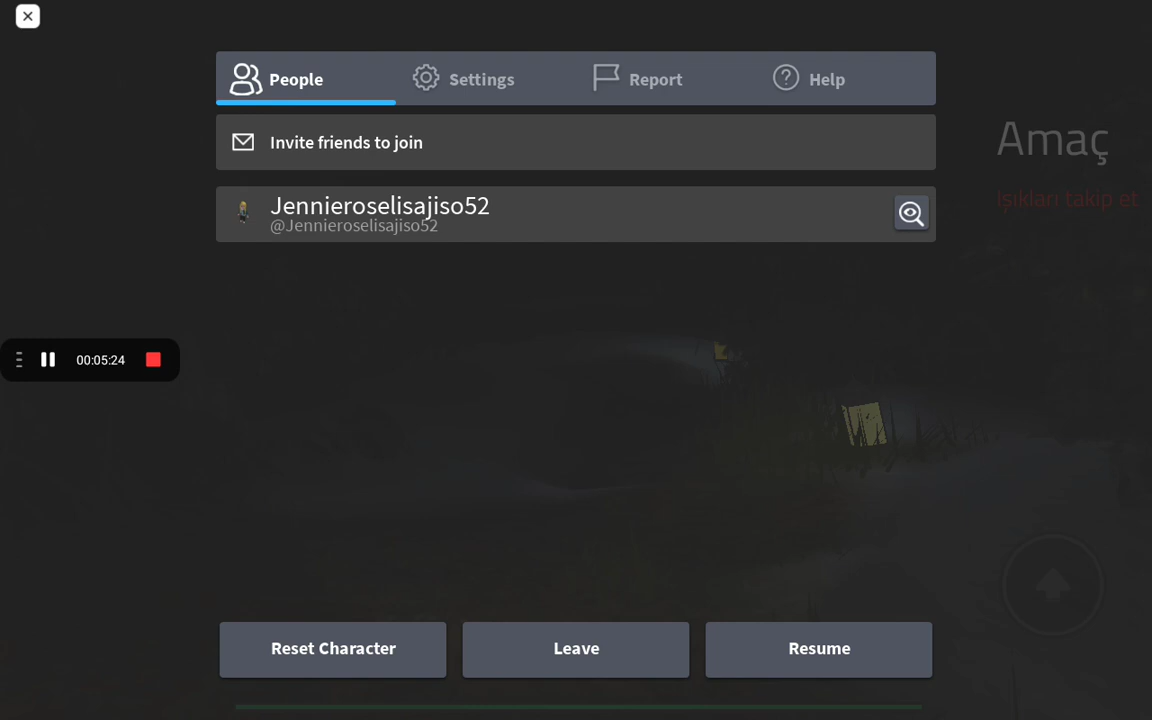 People
Settings
Report
Help
Invite friends to join
Amaç
Işıkları takip et
Jennieroselisajiso52
@Jennieroselisajiso52
00:05:24
Reset Character
Leave
Resume